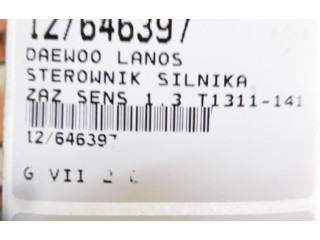 12/646397
DAEWOO LANOS
STEROWNIK SILNIKA
ZAZ SENS 1.3 T1311-141
12/646397
G VII 2